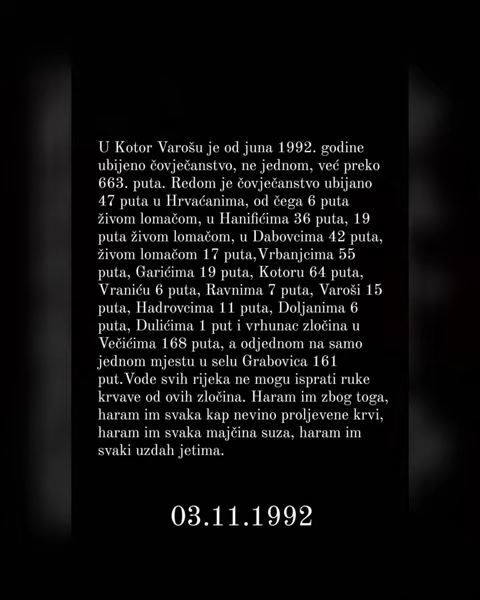 U Kotor Varošu je od juna 1992. godine
ubijeno čovječanstvo, ne jednom, već preko
663. puta. Redom je čovječanstvo ubijano
47 puta u Hrvaćanima, od čega 6 puta
živom lomačom, u Hanifićima 36 puta, 19
puta živom lomačom, u Dabovcima 42 puta,
živom lomačom 17 puta,Vrbanjcima 55
puta, Garićima 19 puta, Kotoru 64 puta,
Vraniću 6 puta, Ravnima 7 puta, Varoši 15
puta, Hadrovcima 11 puta, Doljanima 6
puta, Dulićima 1 put i vrhunac zločina u
Večićima 168 puta, a odjednom na samo
jednom mjestu u selu Grabovica 161
put.Vode svih rijeka ne mogu isprati ruke
krvave od ovih zločina. Haram im zbog toga,
haram im svaka kap nevino proljevene krvi,
haram im svaka majčina suza, haram im
svaki uzdah jetima.
03.11.1992